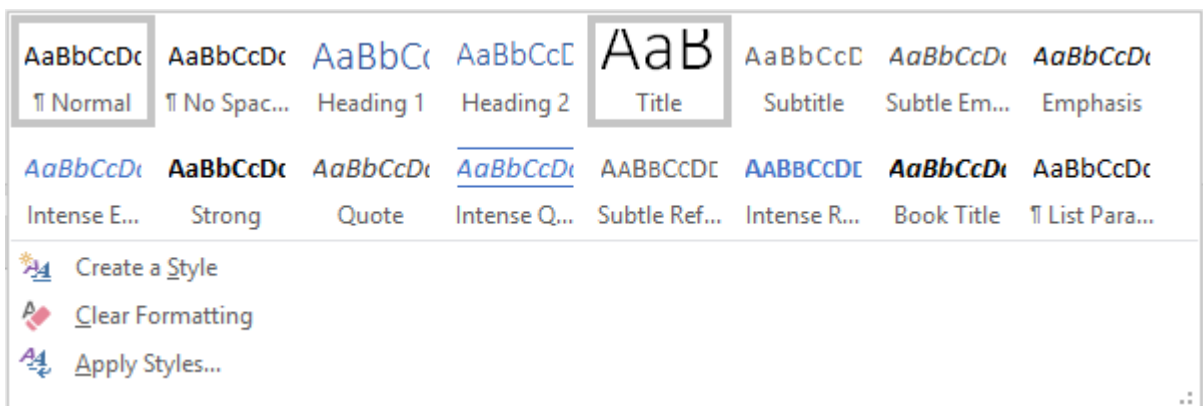 AaBbCcDc AaBbCcDc AaBbCc AaBbCcD AaB AaBbCcD AaBbCcDc AaBbCcDc
¶ Normal ¶ No Spac... Heading 1 Heading 2 Title Subtitle Subtle Em... Emphasis
AaBbCcDc AaBbCcDc AaBbCcDc AaBbCcDc AABBCCDD AABBCCDD AaBbCcDc AaBbCcDc
Intense E... Strong Quote Intense Q... Subtle Ref... Intense R... Book Title ¶ List Para...
Create a Style
Clear Formatting
Apply Styles...